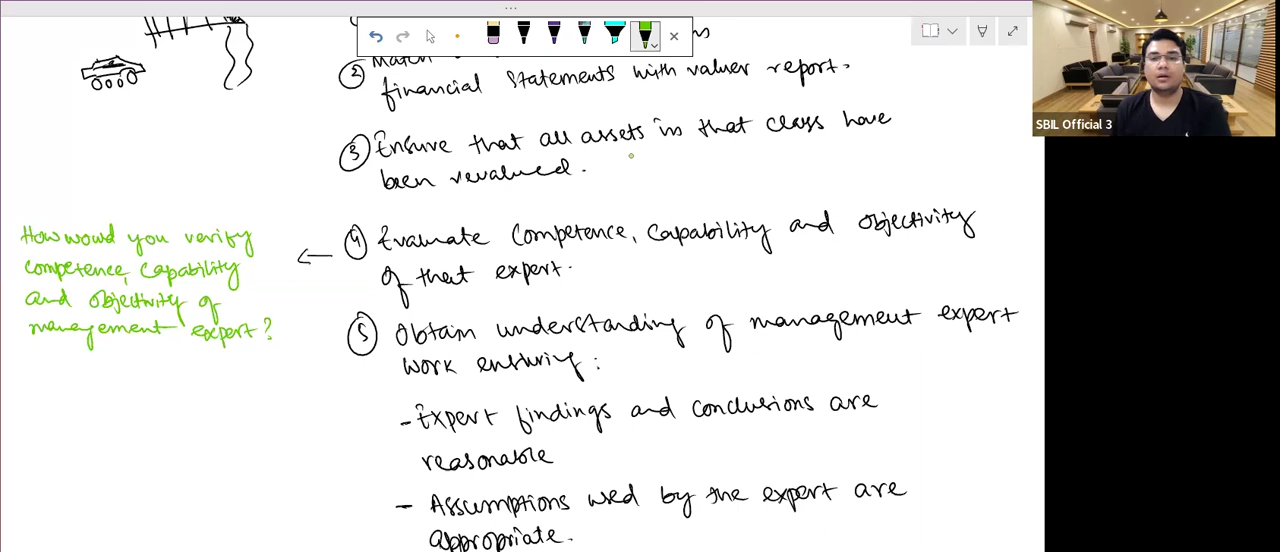 ② Match
financial statements with valuer report.
③ Ensure that all assets in that class have
been revalued.
④ Evaluate competence, capability and objectivity
of that expert.
How would you verify
competence, capability
and objectivity of
management expert?
⑤ Obtain understanding of management expert
work ensuring:
- Expert findings and conclusions are
reasonable
- Assumptions used by the expert are
appropriate.
SBIL Official 3